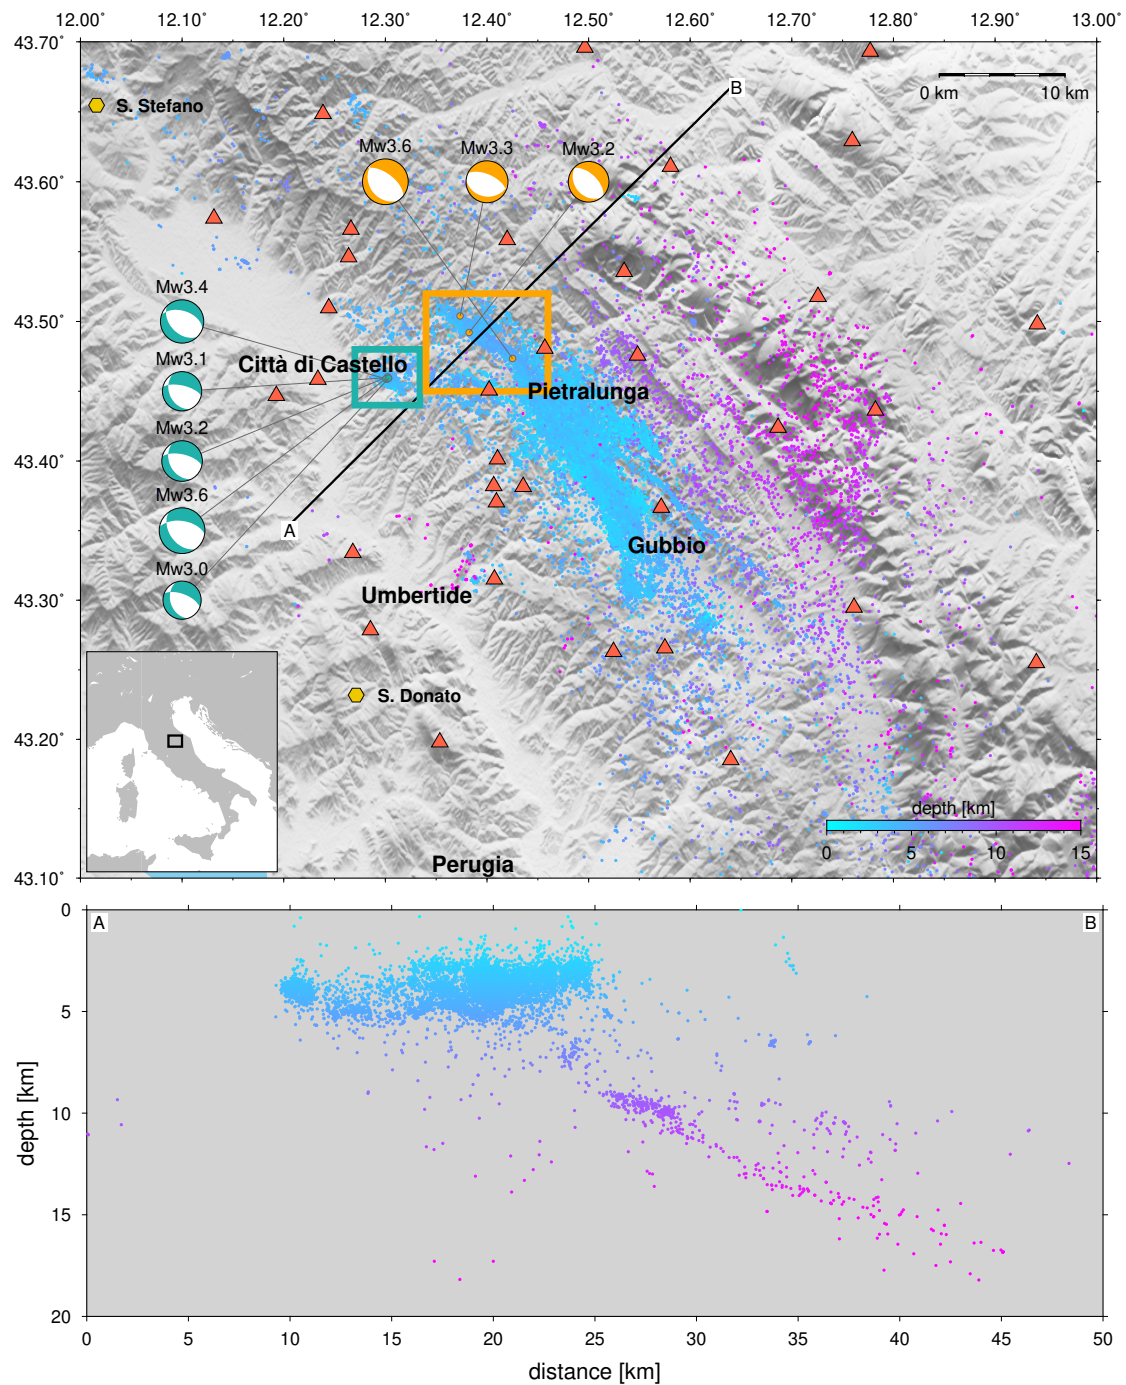 12.00° 12.10° 12.20° 12.30° 12.40° 12.50° 12.60° 12.70° 12.80° 12.90° 13.00°
43.70°
B
0 km 10 km
S. Stefano
Mw3.6 Mw3.3 Mw3.2
43.60°
Mw3.4
43.50°
Città di Castello
Mw3.1
Pietralunga
Mw3.2
43.40°
Mw3.6
A
Gubbio
Mw3.0
Umbertide
43.30°
S. Donato
43.20°
depth [km]
0 5 10 15
Perugia
43.10°
0
A B
5
10
15
20
depth [km]
0 5 10 15 20 25 30 35 40 45 50
distance [km]